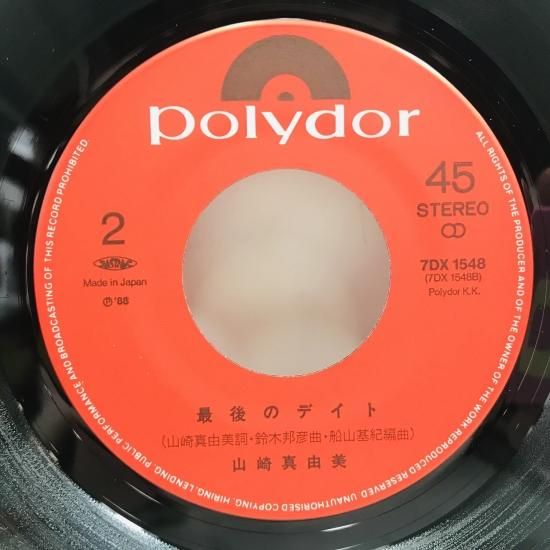 polydor
45
STEREO
2
JASRAC
7DX 1548
(7DX 1548B)
Made in Japan
Polydor K.K.
℗'88
最後のデイト
(山崎真由美詞・鈴木邦彦曲・船山基紀編曲)
山崎真由美
ALL RIGHTS OF THE PRODUCER AND OF THE OWNER OF THE WORK REPRODUCED RESERVED. UNAUTHORISED COPYING, HIRING, LENDING, PUBLIC PERFORMANCE AND BROADCASTING OF THIS RECORD PROHIBITED.